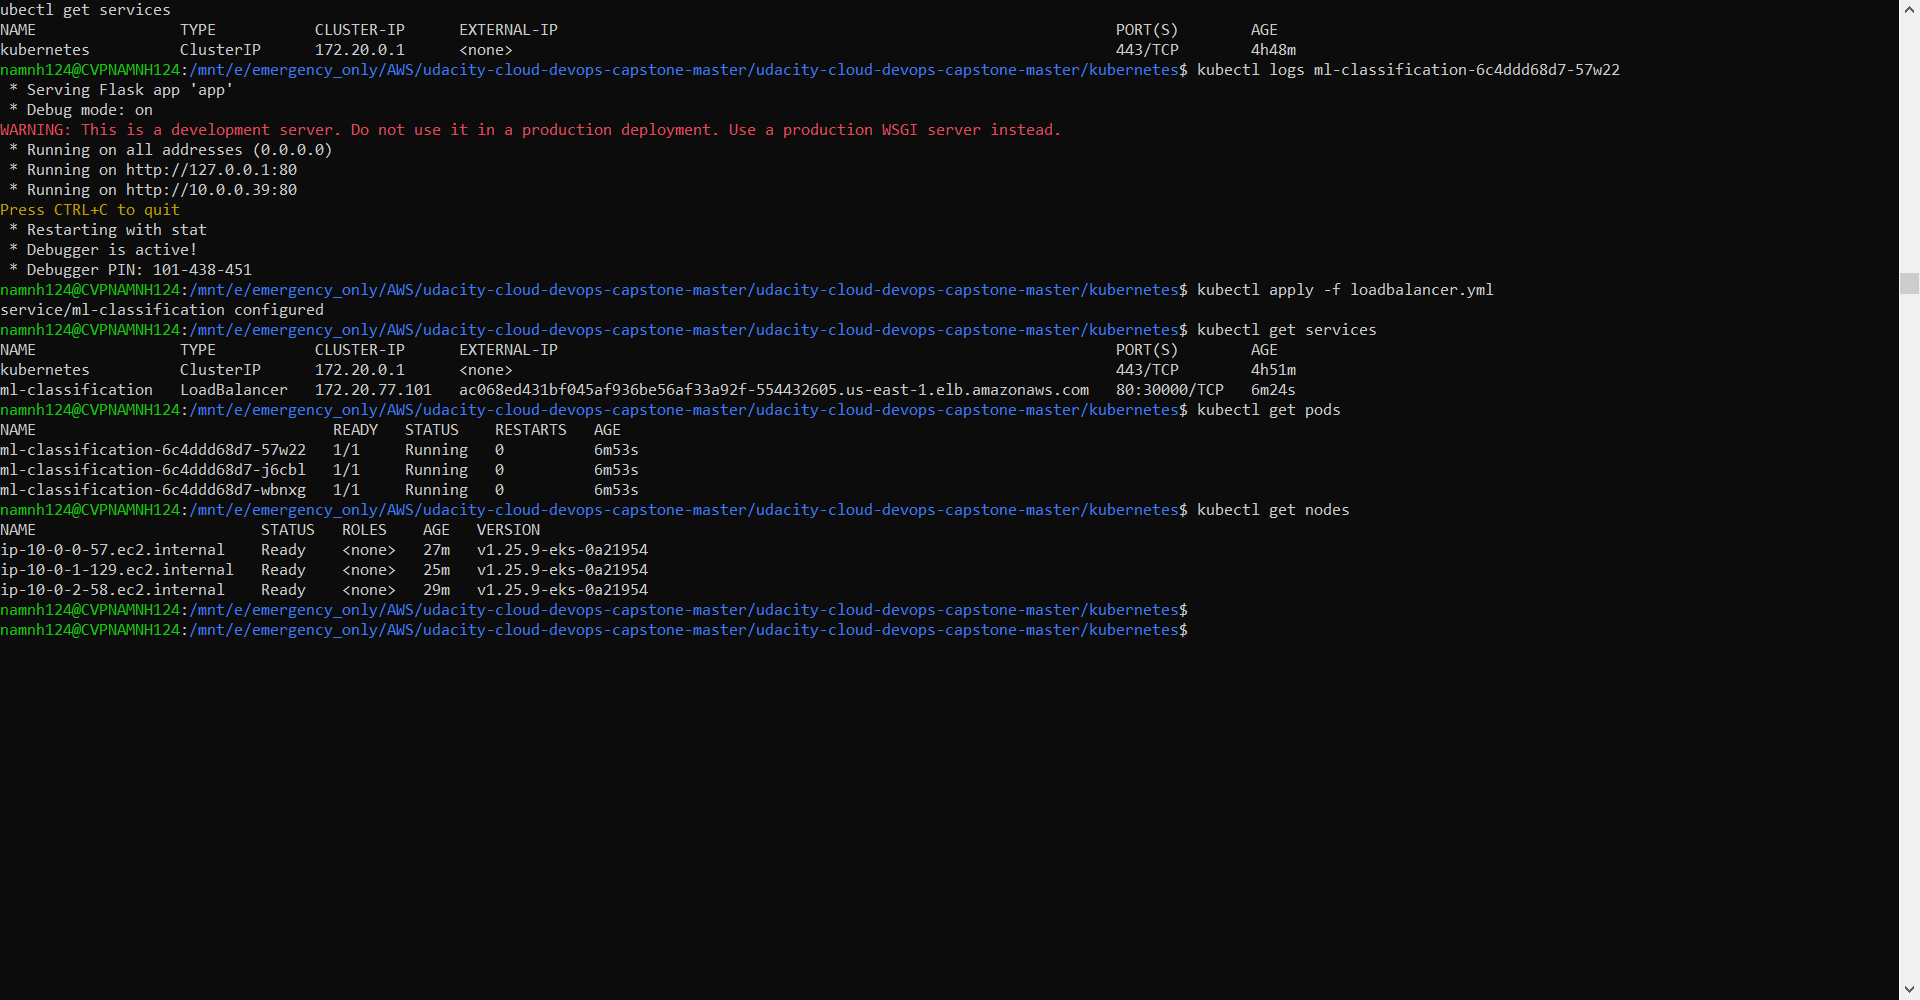 ubectl get services
NAME TYPE CLUSTER-IP EXTERNAL-IP PORT(S) AGE
kubernetes ClusterIP 172.20.0.1 <none> 443/TCP 4h48m
namnh124@CVPNAMNH124:/mnt/e/emergency_only/AWS/udacity-cloud-devops-capstone-master/udacity-cloud-devops-capstone-master/kubernetes$ kubectl logs ml-classification-6c4ddd68d7-57w22
* Serving Flask app 'app'
* Debug mode: on
WARNING: This is a development server. Do not use it in a production deployment. Use a production WSGI server instead.
* Running on all addresses (0.0.0.0)
* Running on http://127.0.0.1:80
* Running on http://10.0.0.39:80
Press CTRL+C to quit
* Restarting with stat
* Debugger is active!
* Debugger PIN: 101-438-451
namnh124@CVPNAMNH124:/mnt/e/emergency_only/AWS/udacity-cloud-devops-capstone-master/udacity-cloud-devops-capstone-master/kubernetes$ kubectl apply -f loadbalancer.yml
service/ml-classification configured
namnh124@CVPNAMNH124:/mnt/e/emergency_only/AWS/udacity-cloud-devops-capstone-master/udacity-cloud-devops-capstone-master/kubernetes$ kubectl get services
NAME TYPE CLUSTER-IP EXTERNAL-IP PORT(S) AGE
kubernetes ClusterIP 172.20.0.1 <none> 443/TCP 4h51m
ml-classification LoadBalancer 172.20.77.101 ac068ed431bf045af936be56af33a92f-554432605.us-east-1.elb.amazonaws.com 80:30000/TCP 6m24s
namnh124@CVPNAMNH124:/mnt/e/emergency_only/AWS/udacity-cloud-devops-capstone-master/udacity-cloud-devops-capstone-master/kubernetes$ kubectl get pods
NAME READY STATUS RESTARTS AGE
ml-classification-6c4ddd68d7-57w22 1/1 Running 0 6m53s
ml-classification-6c4ddd68d7-j6cbl 1/1 Running 0 6m53s
ml-classification-6c4ddd68d7-wbnxg 1/1 Running 0 6m53s
namnh124@CVPNAMNH124:/mnt/e/emergency_only/AWS/udacity-cloud-devops-capstone-master/udacity-cloud-devops-capstone-master/kubernetes$ kubectl get nodes
NAME STATUS ROLES AGE VERSION
ip-10-0-0-57.ec2.internal Ready <none> 27m v1.25.9-eks-0a21954
ip-10-0-1-129.ec2.internal Ready <none> 25m v1.25.9-eks-0a21954
ip-10-0-2-58.ec2.internal Ready <none> 29m v1.25.9-eks-0a21954
namnh124@CVPNAMNH124:/mnt/e/emergency_only/AWS/udacity-cloud-devops-capstone-master/udacity-cloud-devops-capstone-master/kubernetes$
namnh124@CVPNAMNH124:/mnt/e/emergency_only/AWS/udacity-cloud-devops-capstone-master/udacity-cloud-devops-capstone-master/kubernetes$